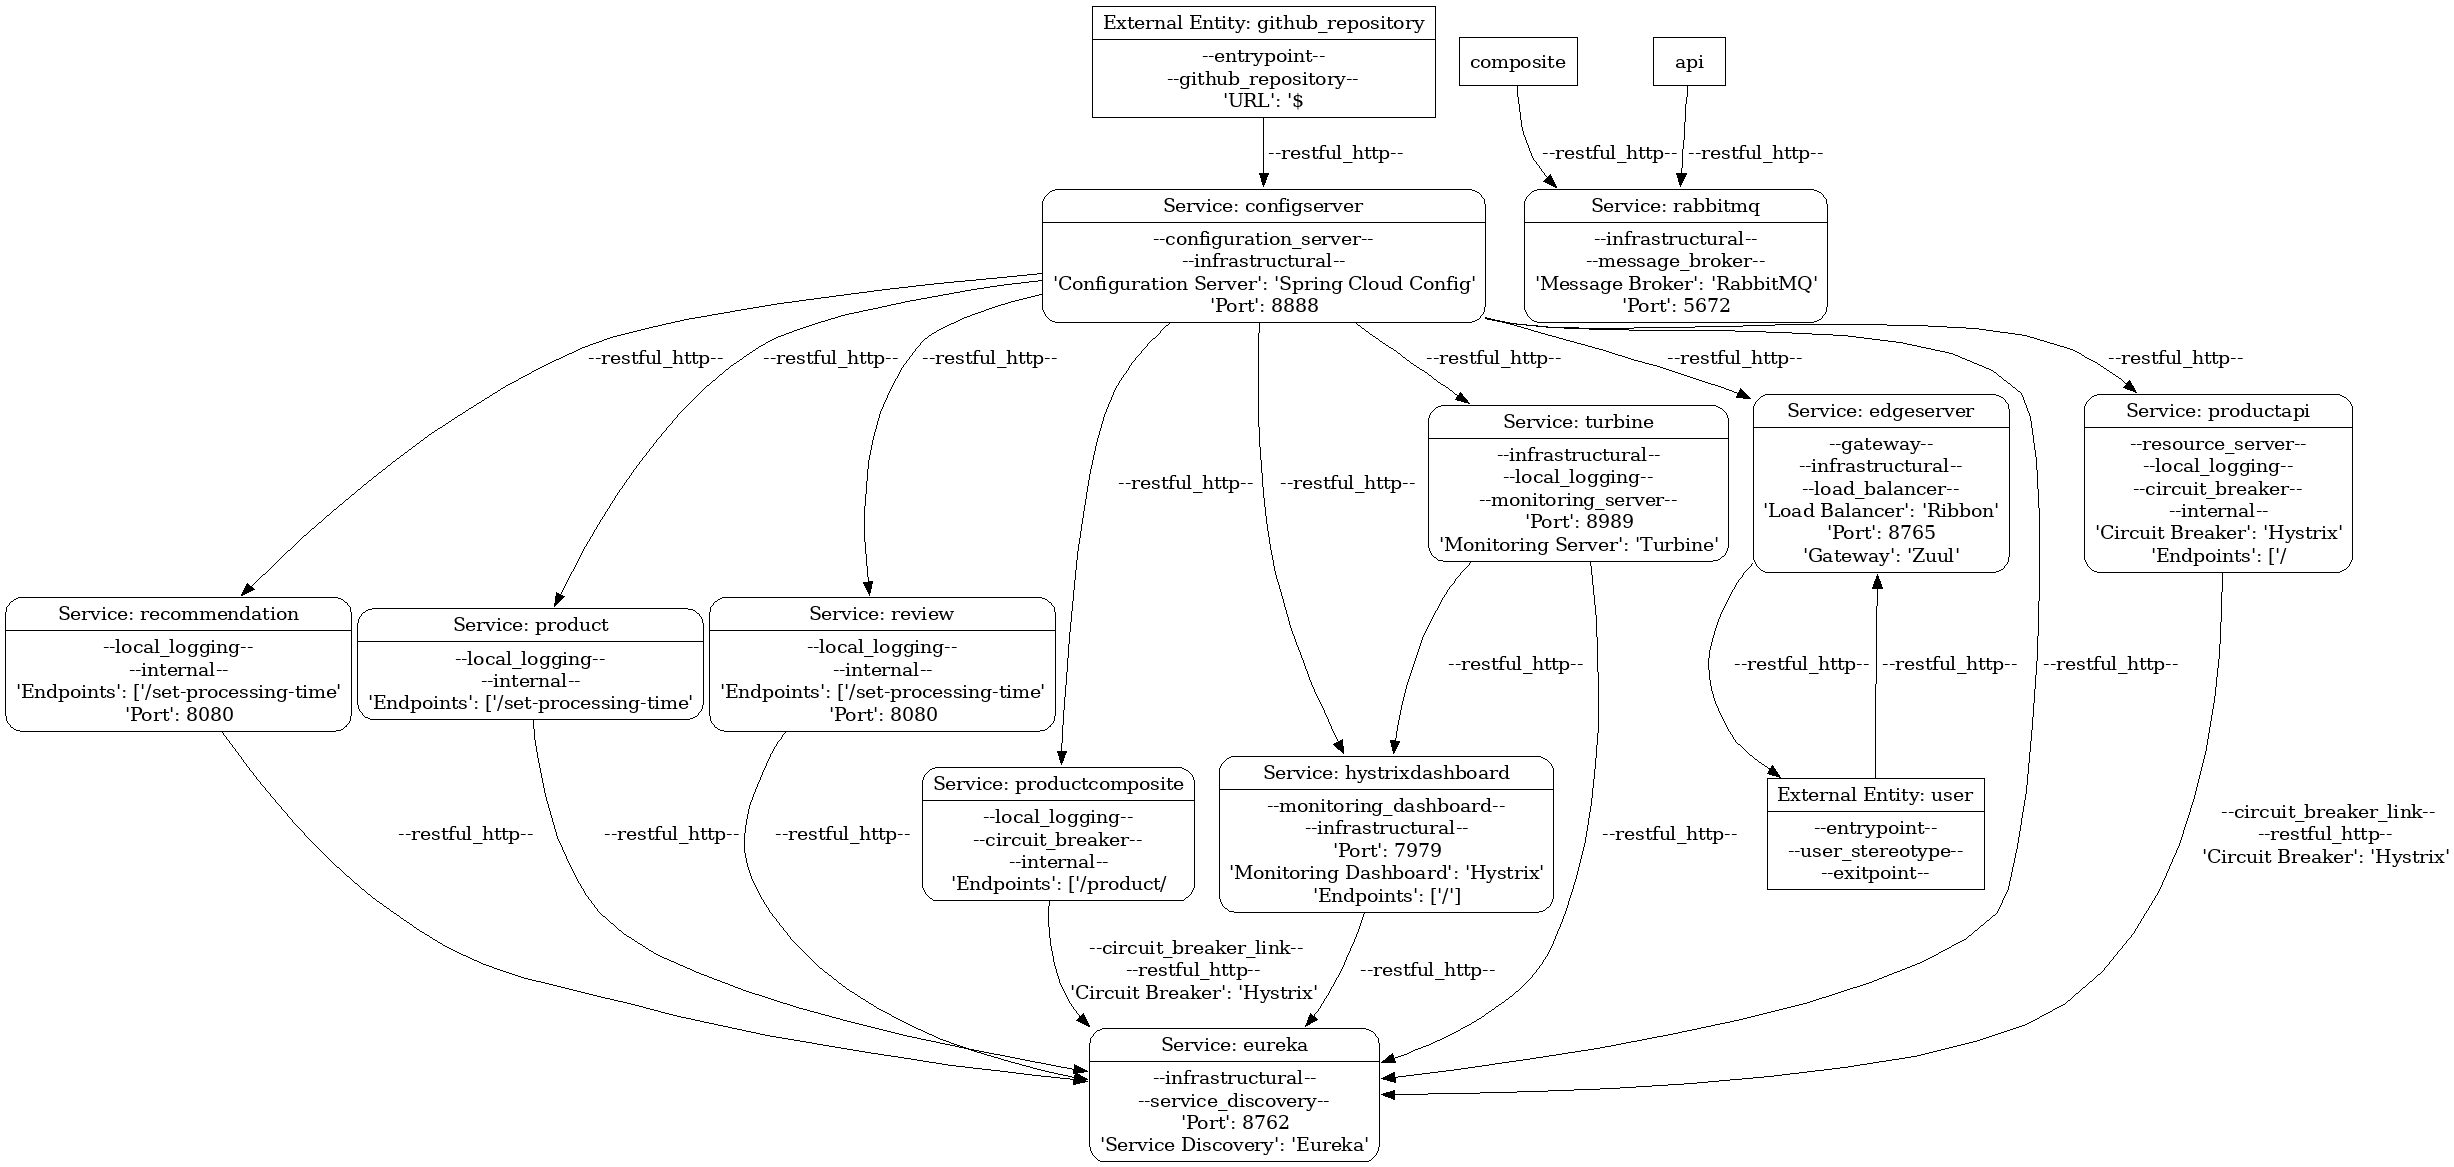 External Entity: github_repository
--entrypoint--
--github_repository--
'URL': '$
composite
api
--restful_http--
--restful_http--
--restful_http--
Service: configserver
--configuration_server--
--infrastructural--
'Configuration Server': 'Spring Cloud Config'
'Port': 8888
Service: rabbitmq
--infrastructural--
--message_broker--
'Message Broker': 'RabbitMQ'
'Port': 5672
--restful_http--
--restful_http--
--restful_http--
--restful_http--
--restful_http--
--restful_http--
--restful_http--
--restful_http--
Service: turbine
--infrastructural--
--local_logging--
--monitoring_server--
'Port': 8989
'Monitoring Server': 'Turbine'
Service: edgeserver
--gateway--
--infrastructural--
--load_balancer--
'Load Balancer': 'Ribbon'
'Port': 8765
'Gateway': 'Zuul'
Service: productapi
--resource_server--
--local_logging--
--circuit_breaker--
--internal--
'Circuit Breaker': 'Hystrix'
'Endpoints': ['/
Service: recommendation
--local_logging--
--internal--
'Endpoints': ['/set-processing-time'
'Port': 8080
Service: product
--local_logging--
--internal--
'Endpoints': ['/set-processing-time'
Service: review
--local_logging--
--internal--
'Endpoints': ['/set-processing-time'
'Port': 8080
--restful_http--
--restful_http--
--restful_http--
--restful_http--
--restful_http--
--restful_http--
--restful_http--
Service: productcomposite
--local_logging--
--circuit_breaker--
--internal--
'Endpoints': ['/product/
Service: hystrixdashboard
--monitoring_dashboard--
--infrastructural--
'Port': 7979
'Monitoring Dashboard': 'Hystrix'
'Endpoints': ['/']
--restful_http--
External Entity: user
--entrypoint--
--user_stereotype--
--exitpoint--
--circuit_breaker_link--
--restful_http--
'Circuit Breaker': 'Hystrix'
--circuit_breaker_link--
--restful_http--
'Circuit Breaker': 'Hystrix'
--restful_http--
Service: eureka
--infrastructural--
--service_discovery--
'Port': 8762
'Service Discovery': 'Eureka'